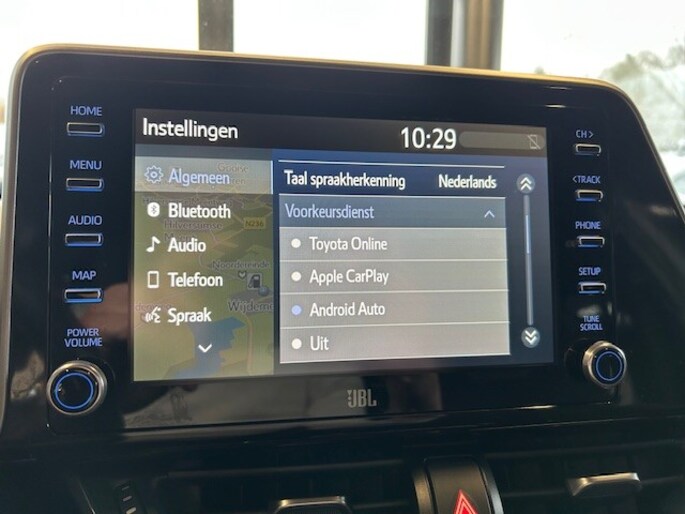 HOME
MENU
AUDIO
MAP
POWER
VOLUME
Instellingen
10:29
Algemeen
Bluetooth
Audio
Telefoon
Spraak
Taal spraakherkenning Nederlands
Voorkeursdienst
Toyota Online
Apple CarPlay
Android Auto
Uit
CH >
< TRACK
PHONE
SETUP
TUNE
SCROLL
JBL